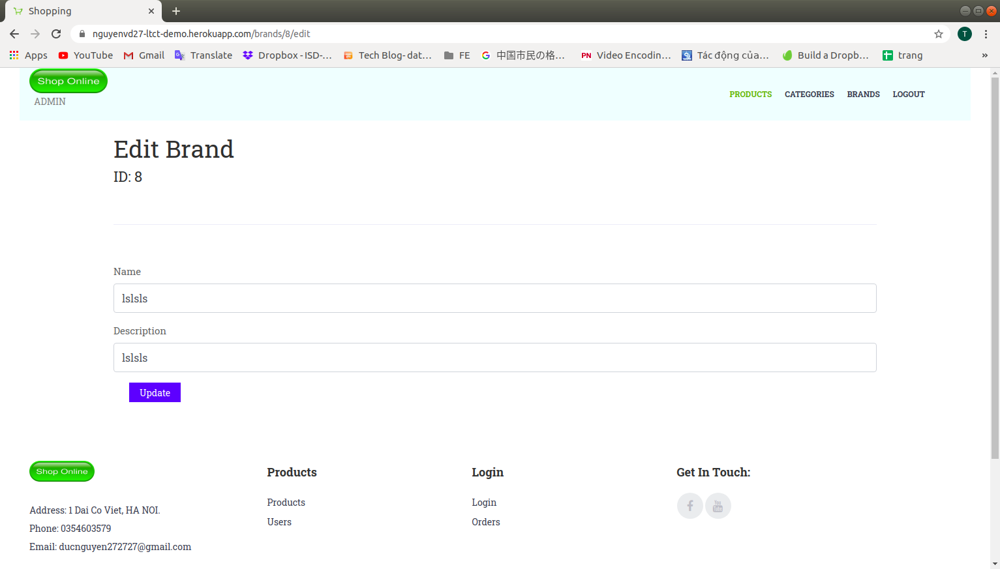 Shopping
nguyenvd27-ltct-demo.herokuapp.com/brands/8/edit
T
Apps YouTube Gmail Translate Dropbox - ISD-... Tech Blog- dat... FE 中国市民の格... PN Video Encodin... Tác động của... Build a Dropb... trang »
Shop Online
ADMIN
PRODUCTS CATEGORIES BRANDS LOGOUT
Edit Brand
ID: 8
Name
lslsls
Description
lslsls
Update
Shop Online
Address: 1 Dai Co Viet, HA NOI.
Phone: 0354603579
Email: ducnguyen272727@gmail.com
Products
Products
Users
Login
Login
Orders
Get In Touch:
You Tube